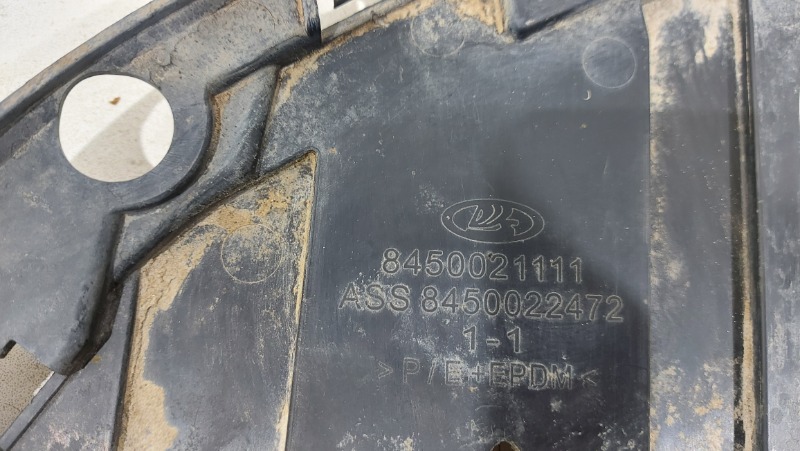 8450021111
ASS 8450022472
1 - 1
> P / E + EPDM <